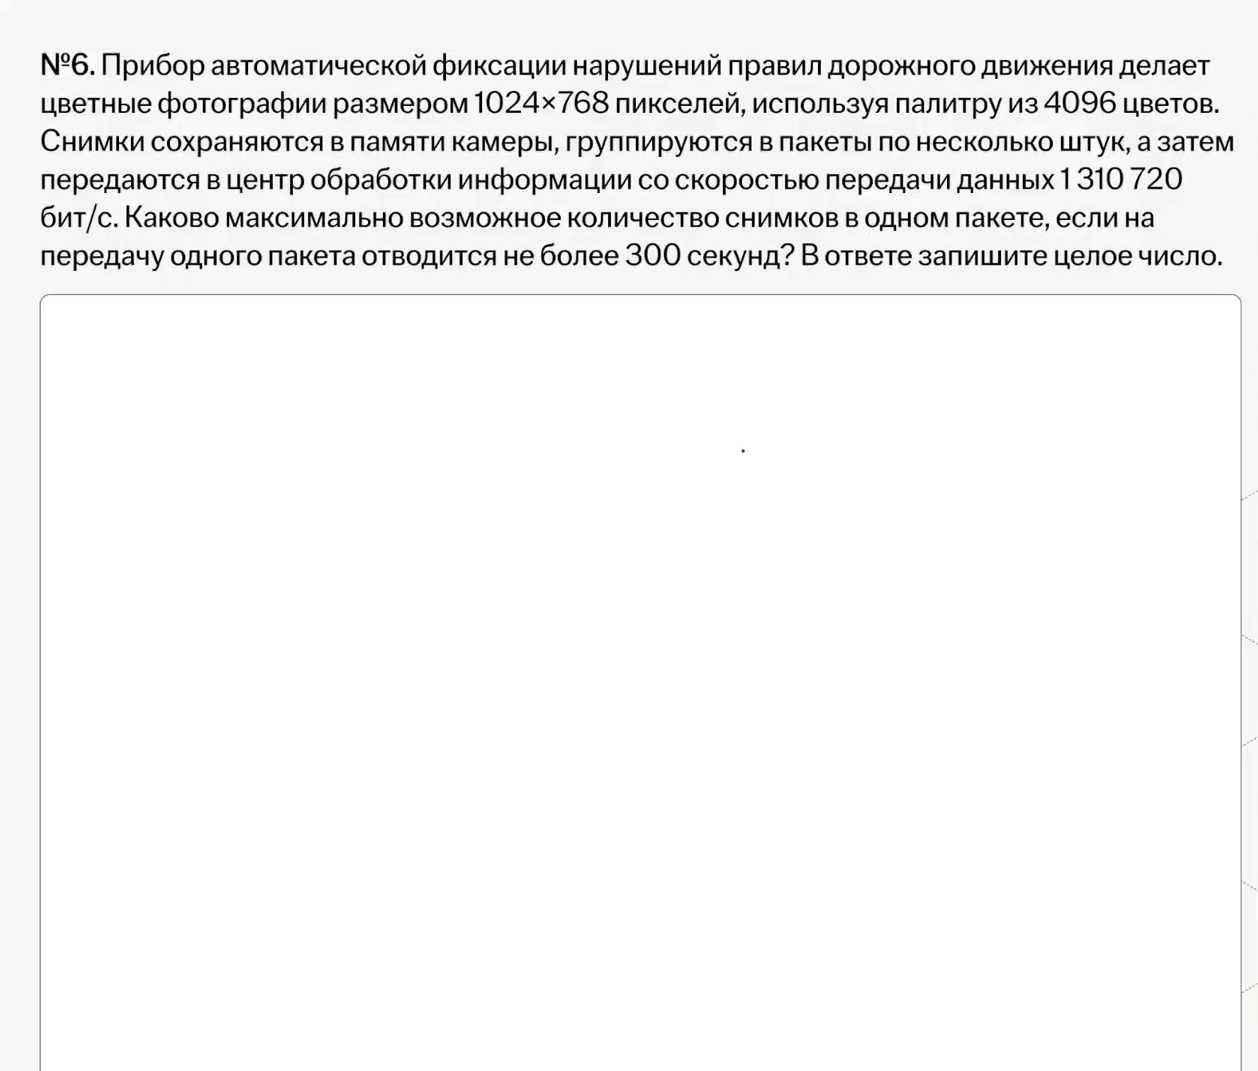 №6. Прибор автоматической фиксации нарушений правил дорожного движения делает
цветные фотографии размером 1024×768 пикселей, используя палитру из 4096 цветов.
Снимки сохраняются в памяти камеры, группируются в пакеты по несколько штук, а затем
передаются в центр обработки информации со скоростью передачи данных 1 310 720
бит/с. Каково максимально возможное количество снимков в одном пакете, если на
передачу одного пакета отводится не более 300 секунд? В ответе запишите целое число.